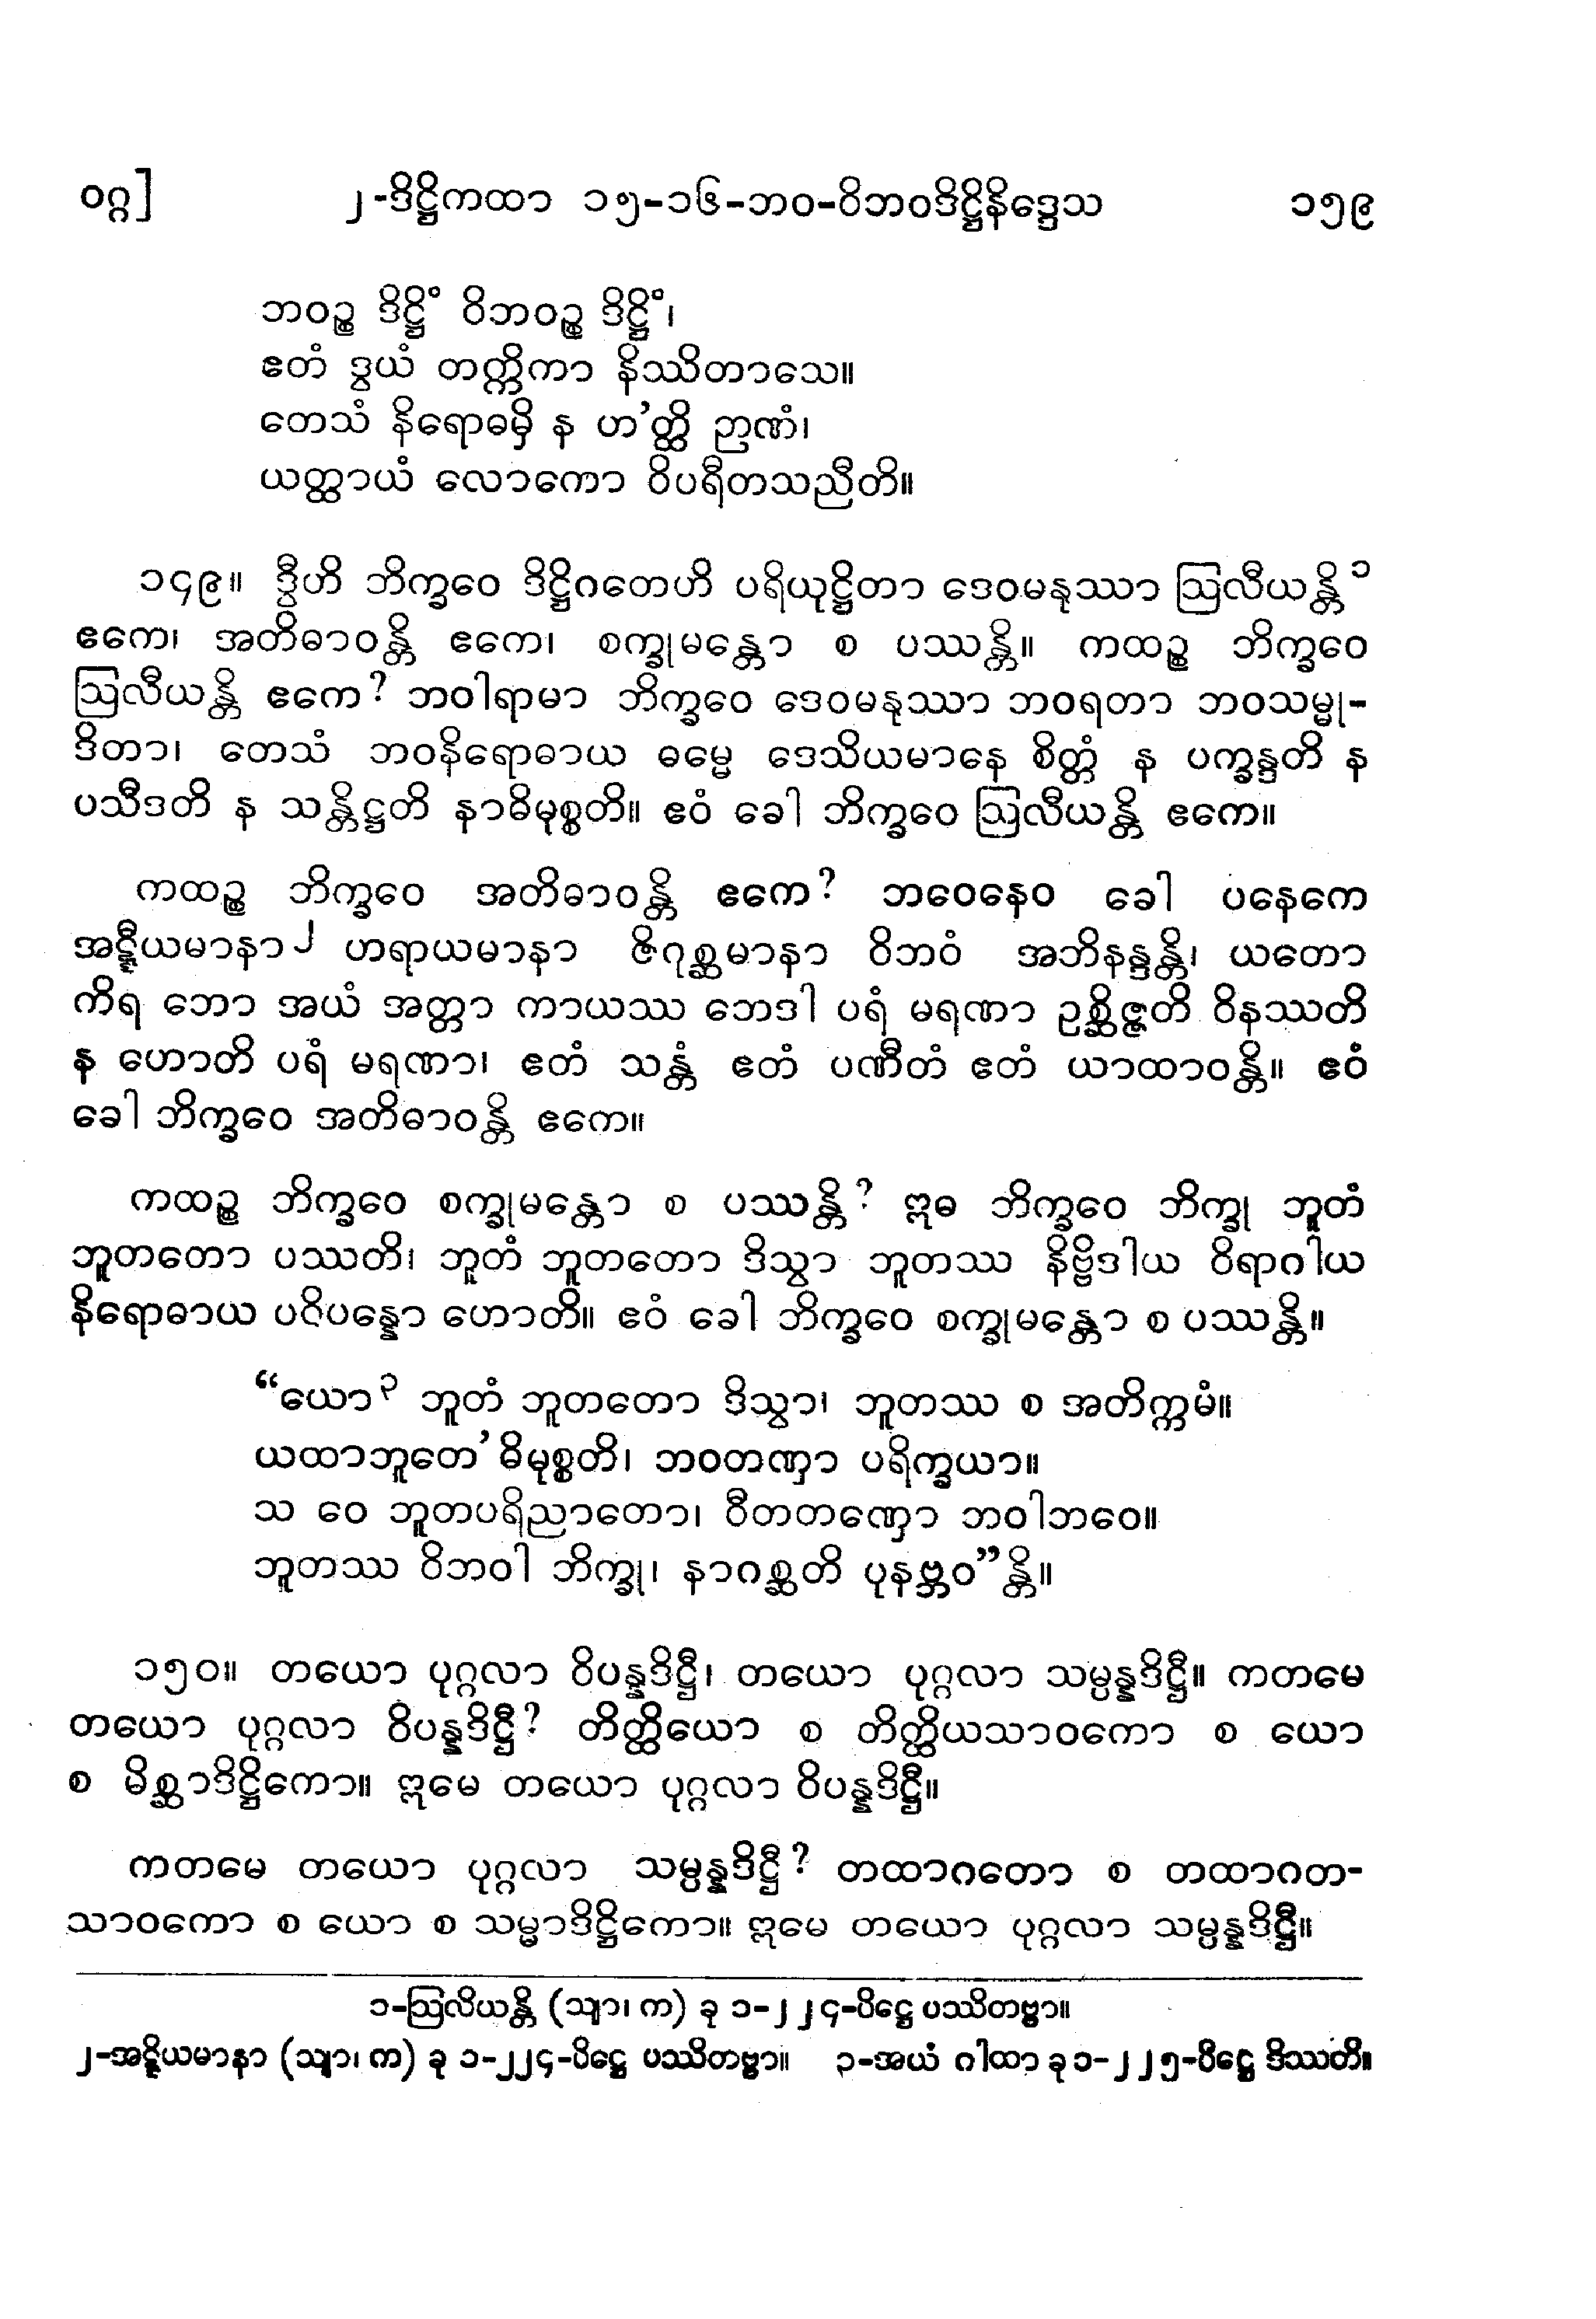 ဝဂ္ဂ] ၂-ဒိဋ္ဌိကထာ ၁၅-၁၆-ဘဝ-ဝိဘဝဒိဋ္ဌိနိဒ္ဒေသ ၁၅၉
ဘဝဉ္စ ဒိဋ္ဌိံ ဝိဘဝဉ္စ ဒိဋ္ဌိံ၊
ဧတံ ဒွယံ တက္ကိကာ နိဿိတာသေ။
တေသံ နိရောဓမှိ န ဟ’တ္ထိ ဉာဏံ၊
ယတ္ထာယံ လောကော ဝိပရီတသညီတိ။
၁၄၉။ ဒွီဟိ ဘိက္ခဝေ ဒိဋ္ဌိဂတေဟိ ပရိယုဋ္ဌိတာ ဒေဝမနုဿာ ဩလီယန္တိ ၁
ဧကေ၊ အတိဓာဝန္တိ ဧကေ၊ စက္ခုမန္တော စ ပဿန္တိ။ ကထဉ္စ ဘိက္ခဝေ
ဩလီယန္တိ ဧကေ? ဘဝါရာမာ ဘိက္ခဝေ ဒေဝမနုဿာ ဘဝရတာ ဘဝသမ္မု-
ဒိတာ၊ တေသံ ဘဝနိရောဓာယ ဓမ္မေ ဒေသိယမာနေ စိတ္တံ န ပက္ခန္ဒတိ န
ပသီဒတိ န သန္တိဋ္ဌတိ နာဓိမုစ္စတိ။ ဧဝံ ခေါ ဘိက္ခဝေ ဩလီယန္တိ ဧကေ။
ကထဉ္စ ဘိက္ခဝေ အတိဓာဝန္တိ ဧကေ? ဘဝေနေဝ ခေါ ပနေကေ
အဋ္ဋီယမာနာ ၂ ဟရာယမာနာ ဇိဂုစ္ဆမာနာ ဝိဘဝံ အဘိနန္ဒန္တိ၊ ယတော
ကိရ ဘော အယံ အတ္တာ ကာယဿ ဘေဒါ ပရံ မရဏာ ဥစ္ဆိဇ္ဇတိ ဝိနဿတိ
န ဟောတိ ပရံ မရဏာ၊ ဧတံ သန္တံ ဧတံ ပဏီတံ ဧတံ ယာထာဝန္တိ။ ဧဝံ
ခေါ ဘိက္ခဝေ အတိဓာဝန္တိ ဧကေ။
ကထဉ္စ ဘိက္ခဝေ စက္ခုမန္တော စ ပဿန္တိ? ဣဓ ဘိက္ခဝေ ဘိက္ခု ဘူတံ
ဘူတတော ပဿတိ၊ ဘူတံ ဘူတတော ဒိသွာ ဘူတဿ နိဗ္ဗိဒါယ ဝိရာဂါယ
နိရောဓာယ ပဋိပန္နော ဟောတိ။ ဧဝံ ခေါ ဘိက္ခဝေ စက္ခုမန္တော စ ပဿန္တိ။
“ယော ၃ ဘူတံ ဘူတတော ဒိသွာ၊ ဘူတဿ စ အတိက္ကမံ။
ယထာဘူတေ’ဓိမုစ္စတိ၊ ဘဝတဏှာ ပရိက္ခယာ။
သ ဝေ ဘူတပရိညာတော၊ ဝီတတဏှော ဘဝါဘဝေ။
ဘူတဿ ဝိဘဝါ ဘိက္ခု၊ နာဂစ္ဆတိ ပုနဗ္ဘဝ”န္တိ။
၁၅၀။ တယော ပုဂ္ဂလာ ဝိပန္နဒိဋ္ဌီ၊ တယော ပုဂ္ဂလာ သမ္ပန္နဒိဋ္ဌီ။ ကတမေ
တယော ပုဂ္ဂလာ ဝိပန္နဒိဋ္ဌီ? တိတ္ထိယော စ တိတ္ထိယသာဝကော စ ယော
စ မိစ္ဆာဒိဋ္ဌိကော။ ဣမေ တယော ပုဂ္ဂလာ ဝိပန္နဒိဋ္ဌီ။
ကတမေ တယော ပုဂ္ဂလာ သမ္ပန္နဒိဋ္ဌီ? တထာဂတော စ တထာဂတ-
သာဝကော စ ယော စ သမ္မာဒိဋ္ဌိကော။ ဣမေ တယော ပုဂ္ဂလာ သမ္ပန္နဒိဋ္ဌီ။
၁-ဩလိယန္တိ (သျာ၊ က) ခု ၁-၂၂၄-ပိဋ္ဌေ ပဿိတဗ္ဗာ။
၂-အဋ္ဋိယမာနာ (သျာ၊ က) ခု ၁-၂၂၄-ပိဋ္ဌေ ပဿိတဗ္ဗာ။ ၃-အယံ ဂါထာ ခု ၁-၂၂၅-ပိဋ္ဌေ ဒိဿတိ။